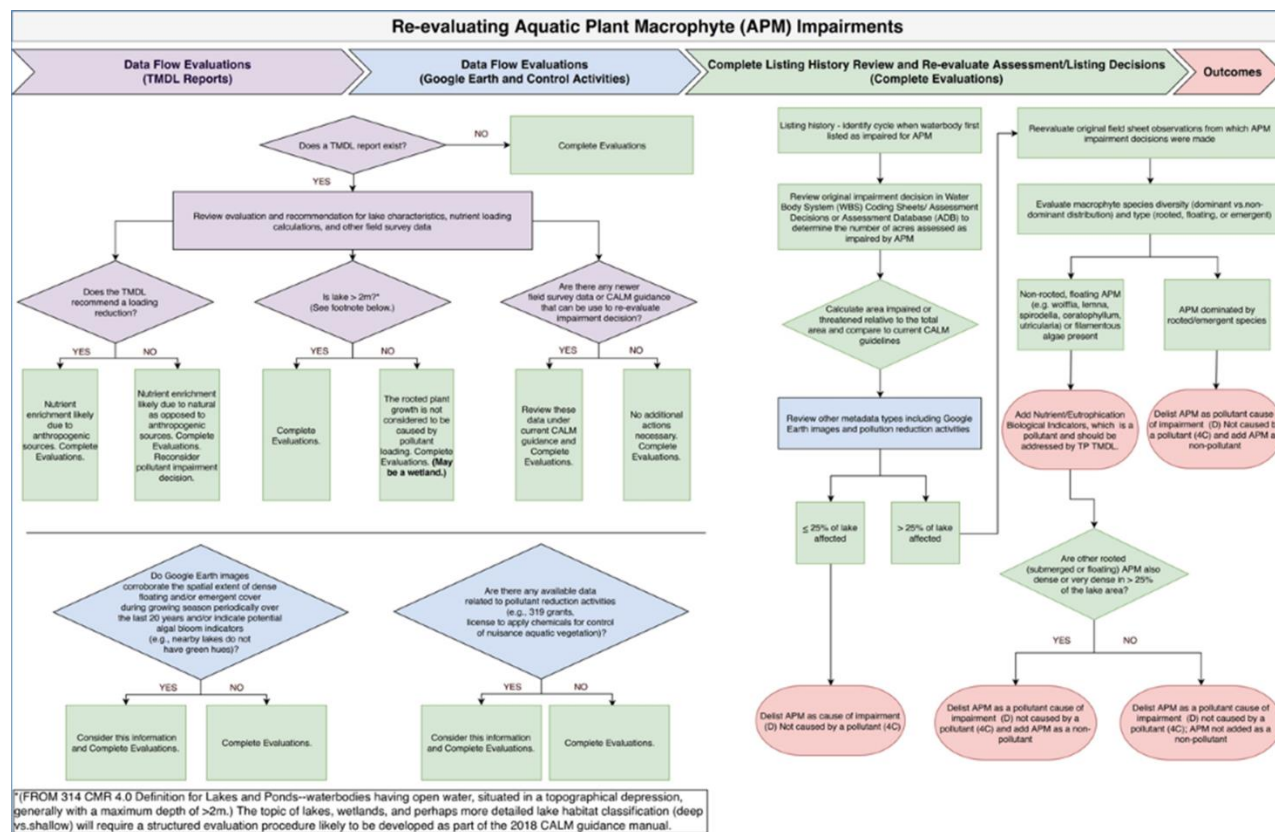 Re-evaluating Aquatic Plant Macrophyte (APM) Impairments
Data Flow Evaluations
(TMDL Reports)
Data Flow Evaluations
(Google Earth and Control Activities)
Complete Listing History Review and Re-evaluate Assessment/Listing Decisions
(Complete Evaluations)
Outcomes
Does a TMDL report exist?
NO
Complete Evaluations
YES
Review evaluation and recommendation for lake characteristics, nutrient loading
calculations, and other field survey data
Does the TMDL
recommend a loading
reduction?
YES
NO
Nutrient
enrichment likely
due to
anthropogenic
sources. Complete
Evaluations.
Nutrient enrichment
likely due to natural
as opposed to
anthropogenic
sources. Complete
Evaluations.
Reconsider
pollutant impairment
decision.
Is lake > 2m?*
(See footnote below.)
YES
NO
Complete
Evaluations.
The rooted plant
growth is not
considered to be
caused by
pollutant
loading. Complete
Evaluations. (May
be a wetland.)
Are there any newer
field survey data or CALM guidance
that can be use to re-evaluate
impairment decision?
YES
NO
Review these
data under
current CALM
guidance and
Complete
Evaluations.
No additional
actions
necessary.
Complete
Evaluations.
Do Google Earth images
corroborate the spatial extent of dense
floating and/or emergent cover
during growing season periodically over
the last 20 years and/or indicate potential
algal bloom indicators
(e.g., nearby lakes do not
have green hues)?
YES
NO
Consider this information
and Complete Evaluations.
Complete Evaluations.
Are there any available data
related to pollutant reduction activities
(e.g., 319 grants,
license to apply chemicals for control
of nuisance aquatic vegetation)?
YES
NO
Consider this information
and Complete Evaluations.
Complete Evaluations.
*(FROM 314 CMR 4.0 Definition for Lakes and Ponds--waterbodies having open water, situated in a topographical depression,
generally with a maximum depth of >2m.) The topic of lakes, wetlands, and perhaps more detailed lake habitat classification (deep
vs.shallow) will require a structured evaluation procedure likely to be developed as part of the 2018 CALM guidance manual.
Listing history - identify cycle when waterbody first
listed as impaired for APM
Review original impairment decision in Water
Body System (WBS) Coding Sheets/ Assessment
Decisions or Assessment Database (ADB) to
determine the number of acres assessed as
impaired by APM
Calculate area impaired or
threatened relative to the total
area and compare to current CALM
guidelines
Review other metadata types including Google
Earth images and pollution reduction activities
≤ 25% of lake
affected
> 25% of lake
affected
Delist APM as cause of impairment
(D) Not caused by a pollutant (4C)
Reevaluate original field sheet observations from which APM
impairment decisions were made
Evaluate macrophyte species diversity (dominant vs.non-
dominant distribution) and type (rooted, floating, or emergent)
Non-rooted, floating APM
(e.g. wolffia, lemna,
spirodella, ceratophyllum,
utricularia) or filamentous
algae present
APM dominated by
rooted/emergent species
Add Nutrient/Eutrophication
Biological Indicators, which is a
pollutant and should be
addressed by TP TMDL.
Delist APM as pollutant cause
of impairment (D) Not caused by
a pollutant (4C) and add APM a
non-pollutant
Are other rooted
(submerged or floating) APM also
dense or very dense in > 25%
of the lake area?
YES
NO
Delist APM as a pollutant cause of
impairment (D) not caused by a
pollutant (4C) and add APM as a non-
pollutant
Delist APM as a pollutant cause of
impairment (D) not caused by a
pollutant (4C); APM not added as a
non-pollutant